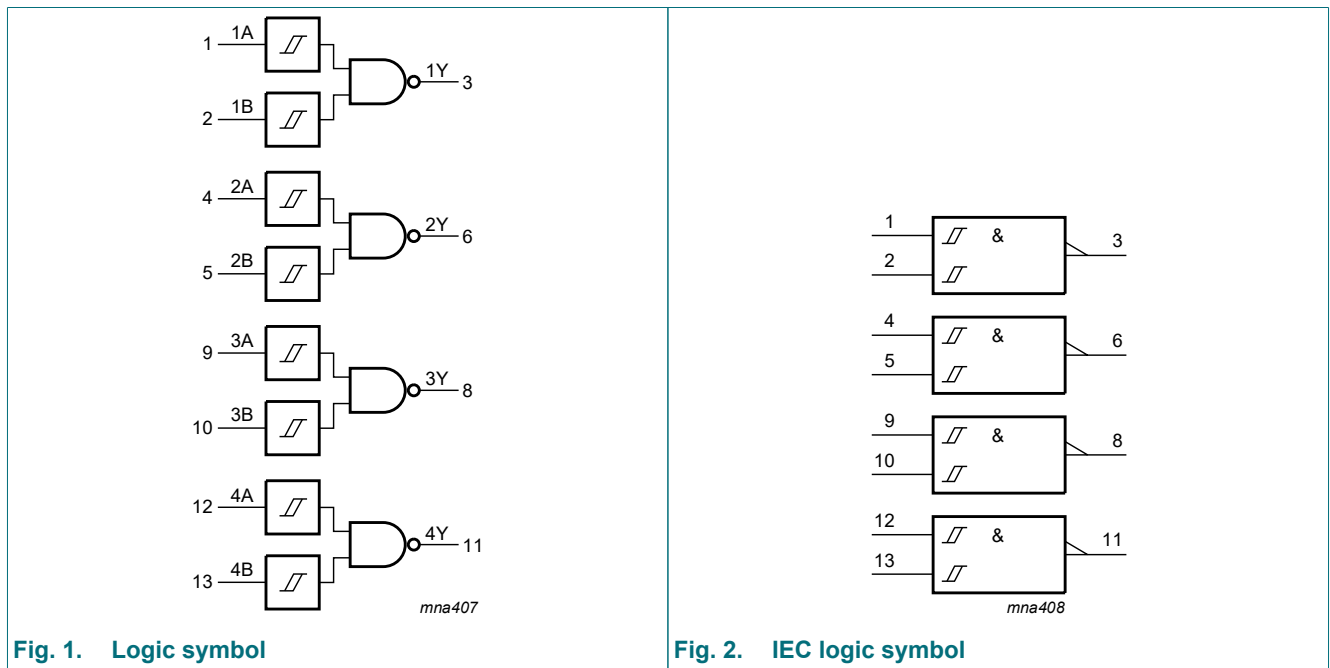 1 1A
1Y 3
2 1B
4 2A
2Y 6
5 2B
9 3A
3Y 8
10 3B
12 4A
4Y 11
13 4B
mna407
Fig. 1. Logic symbol
1 & 3
2
4 & 6
5
9 & 8
10
12 & 11
13
mna408
Fig. 2. IEC logic symbol